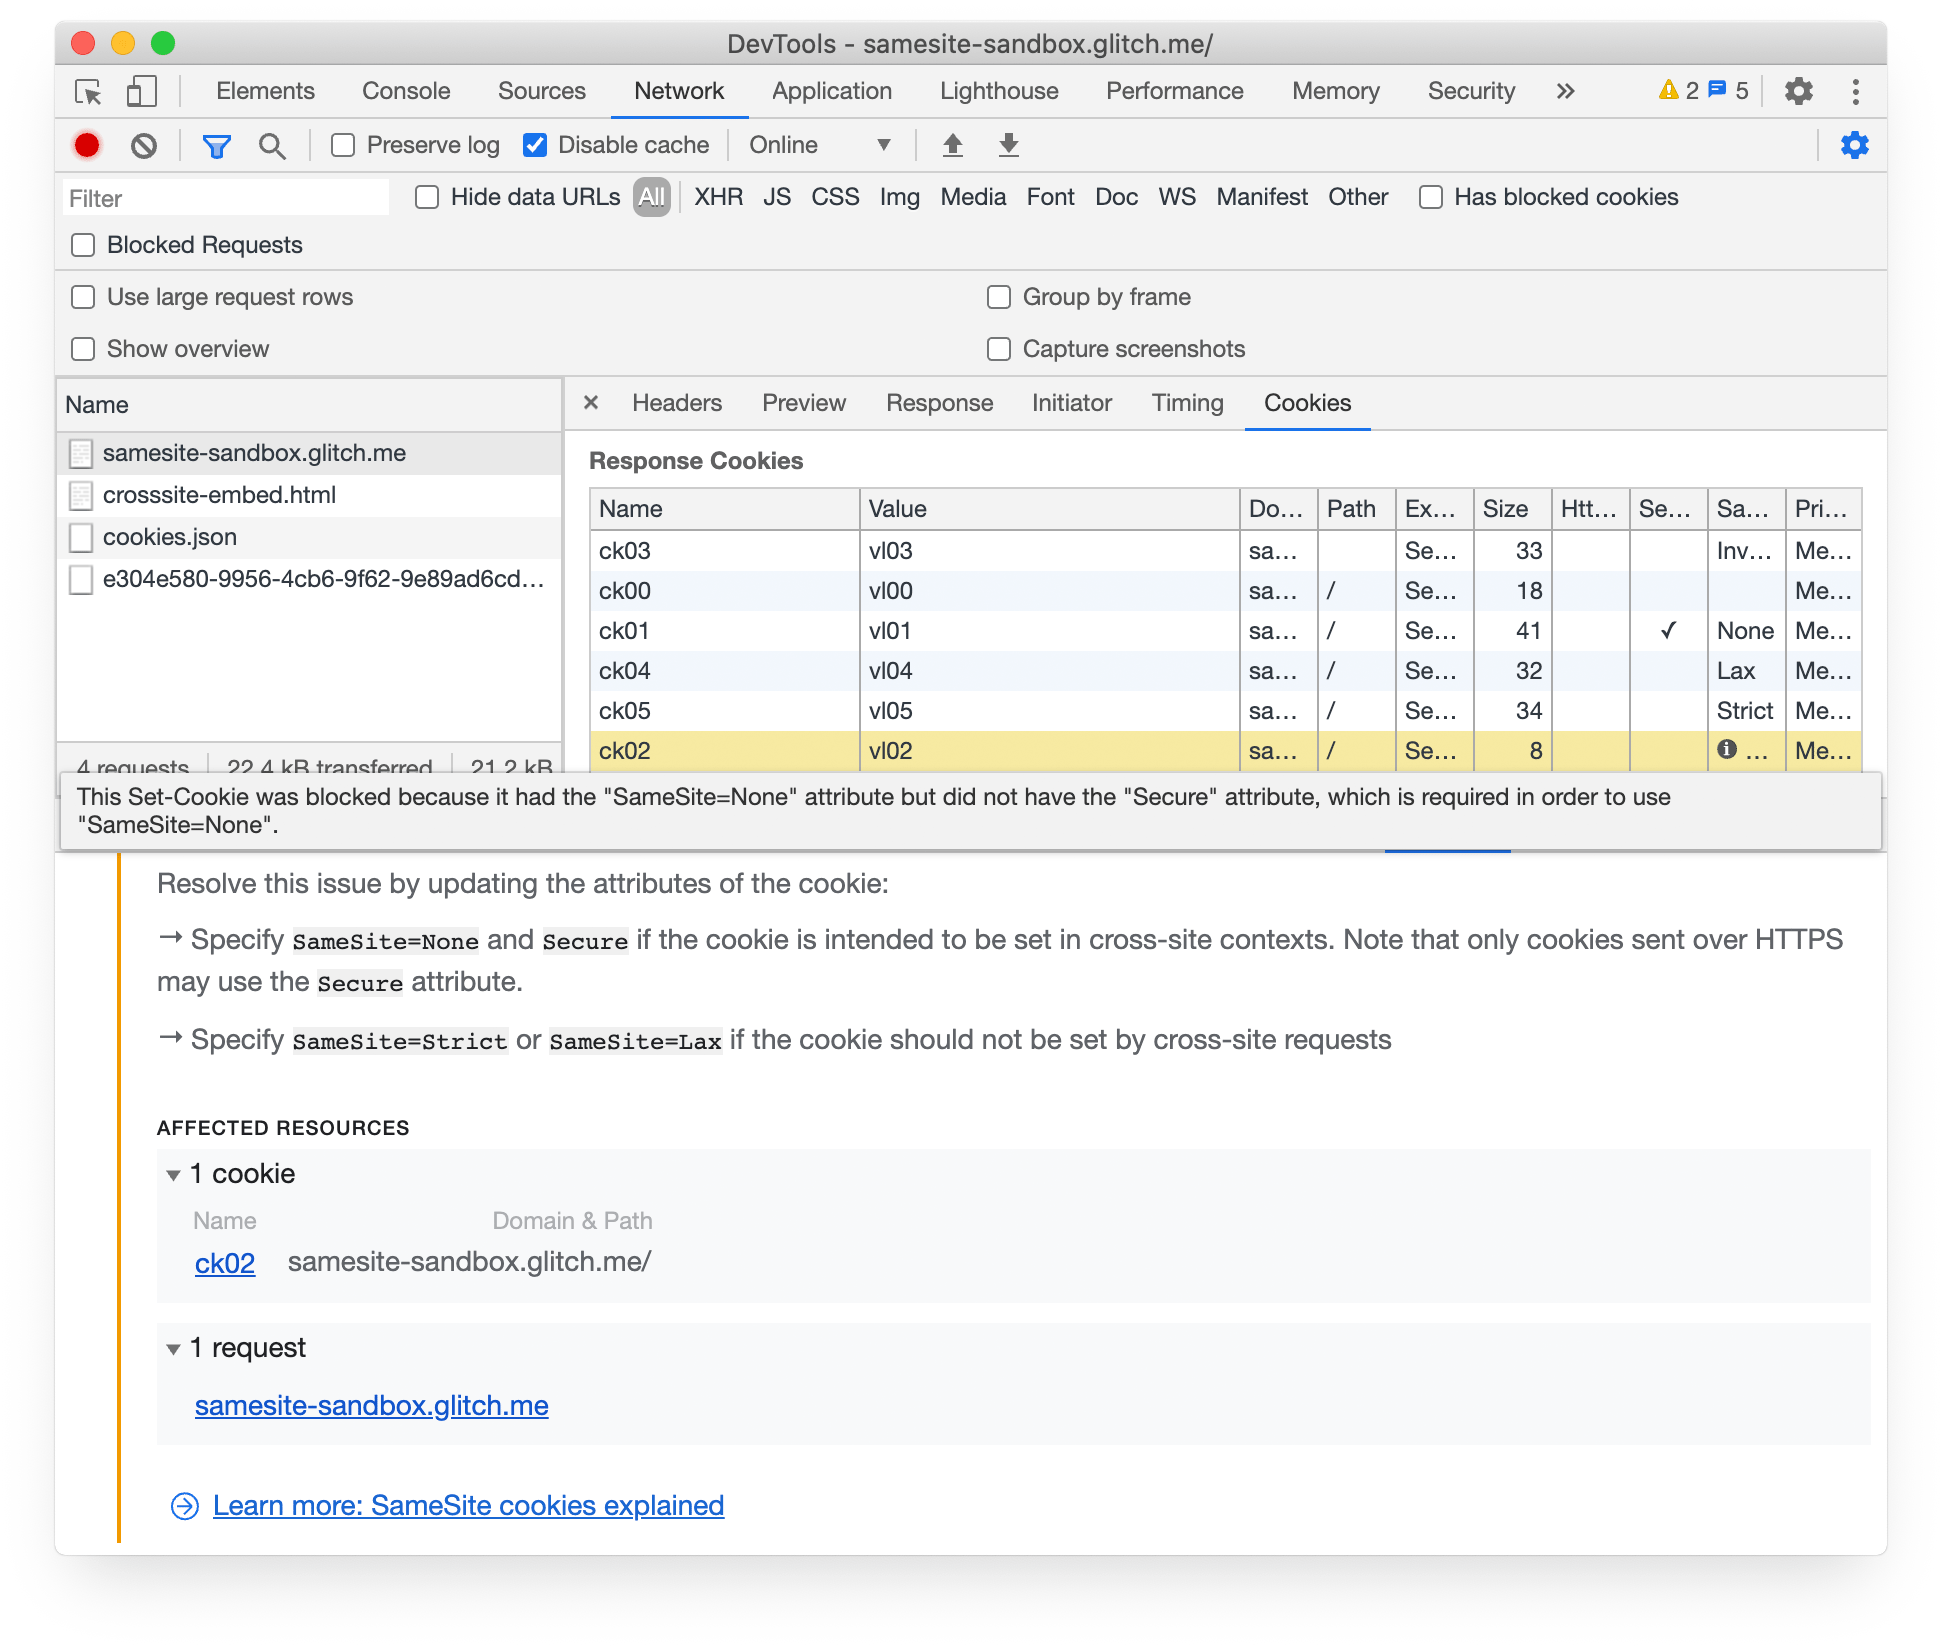 DevTools - samesite-sandbox.glitch.me/
Elements Console Sources Network Application Lighthouse Performance Memory Security » 2 5
Preserve log Disable cache Online
Filter Hide data URLs All XHR JS CSS Img Media Font Doc WS Manifest Other Has blocked cookies
Blocked Requests
Use large request rows Group by frame
Show overview Capture screenshots
Name
samesite-sandbox.glitch.me
crosssite-embed.html
cookies.json
e304e580-9956-4cb6-9f62-9e89ad6cd…
4 requests 22.4 kB transferred 21.2 kB
× Headers Preview Response Initiator Timing Cookies
Response Cookies
Name Value Do… Path Ex… Size Htt… Se… Sa… Pri…
ck03 vl03 sa… Se… 33 Inv… Me…
ck00 vl00 sa… / Se… 18 Me…
ck01 vl01 sa… / Se… 41 ✓ None Me…
ck04 vl04 sa… / Se… 32 Lax Me…
ck05 vl05 sa… / Se… 34 Strict Me…
ck02 vl02 sa… / Se… 8 … Me…
This Set-Cookie was blocked because it had the "SameSite=None" attribute but did not have the "Secure" attribute, which is required in order to use
"SameSite=None".
Resolve this issue by updating the attributes of the cookie:
→ Specify SameSite=None and Secure if the cookie is intended to be set in cross-site contexts. Note that only cookies sent over HTTPS
may use the Secure attribute.
→ Specify SameSite=Strict or SameSite=Lax if the cookie should not be set by cross-site requests
AFFECTED RESOURCES
1 cookie
Name Domain & Path
ck02 samesite-sandbox.glitch.me/
1 request
samesite-sandbox.glitch.me
Learn more: SameSite cookies explained